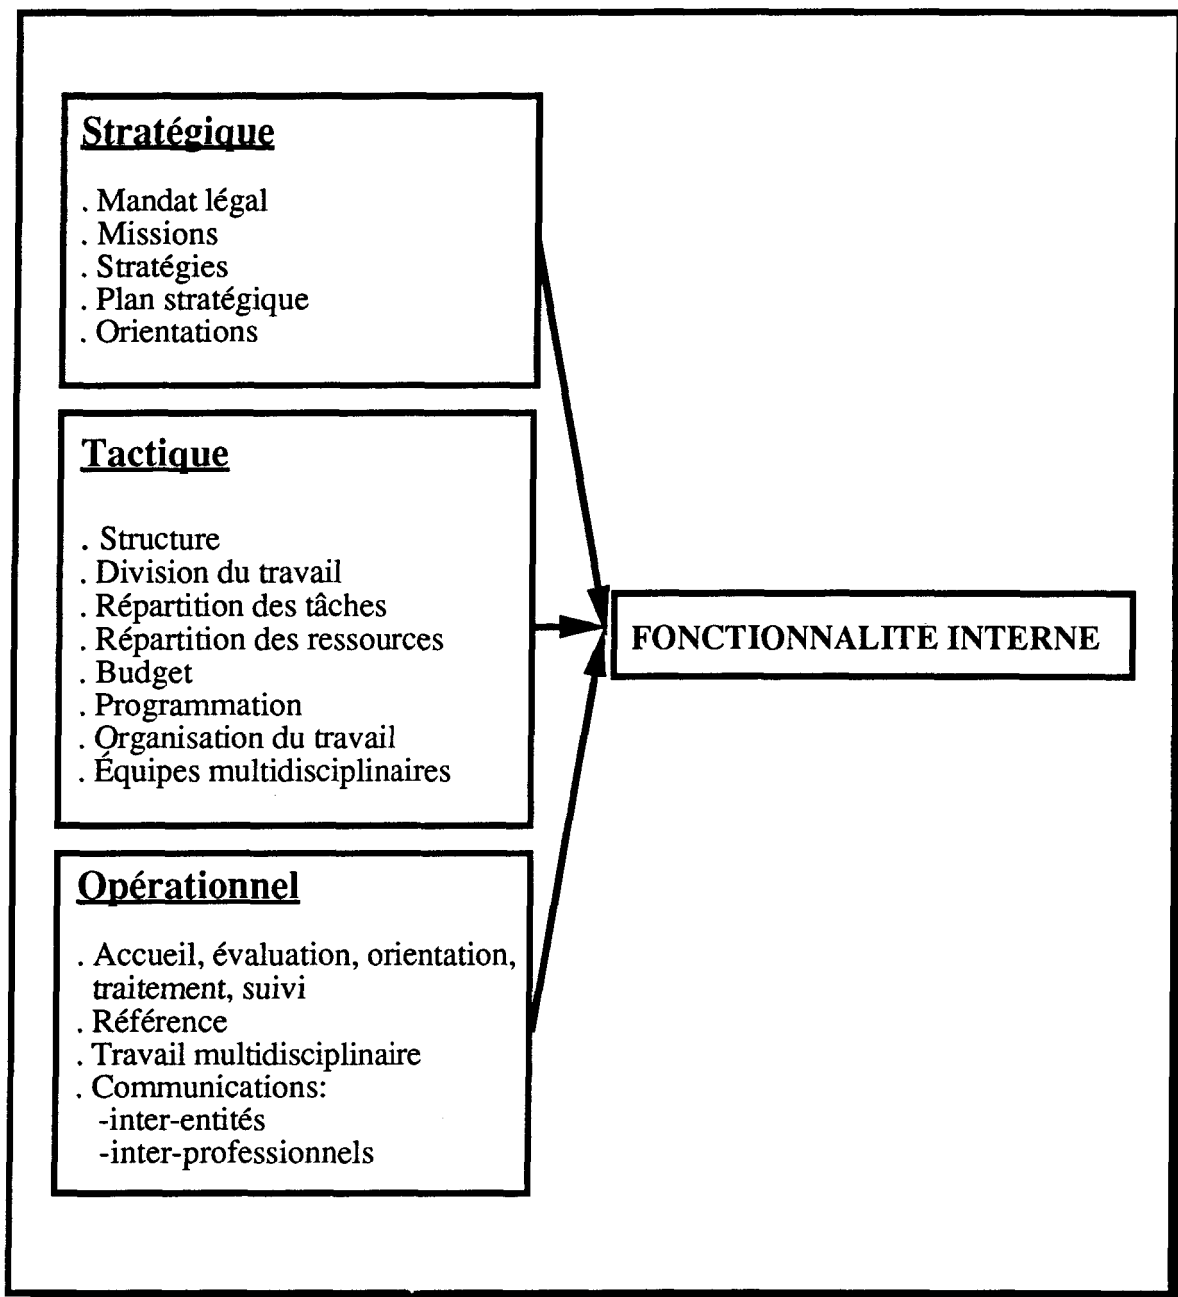 Stratégique
. Mandat légal
. Missions
. Stratégies
. Plan stratégique
. Orientations
Tactique
. Structure
. Division du travail
. Répartition des tâches
. Répartition des ressources
. Budget
. Programmation
. Organisation du travail
. Équipes multidisciplinaires
FONCTIONNALITE INTERNE
Opérationnel
. Accueil, évaluation, orientation,
traitement, suivi
. Référence
. Travail multidisciplinaire
. Communications:
-inter-entités
-inter-professionnels